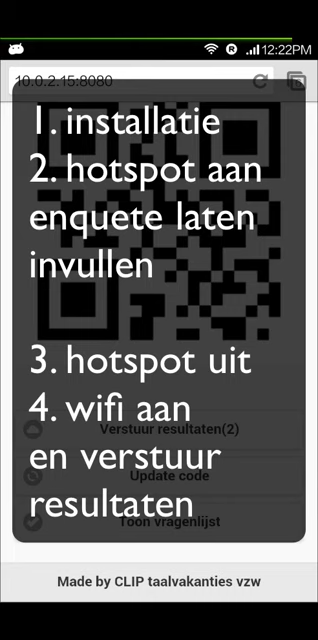 12:22PM
10.0.2.15:8080
1. installatie
2. hotspot aan
enquete laten
invullen
3. hotspot uit
4. wifi aan
Verstuur resultaten(2)
en verstuur
Update code
resultaten
Toon vragenlijst
Made by CLIP taalvakanties vzw